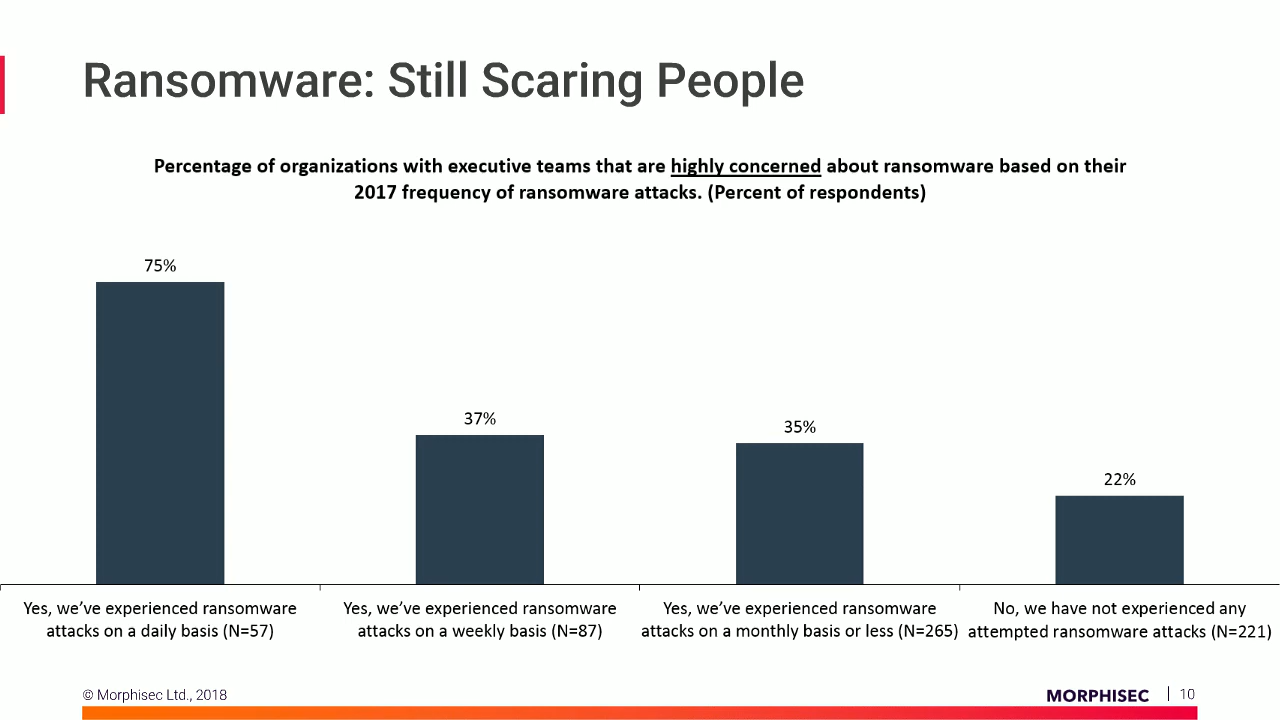 Ransomware: Still Scaring People
Percentage of organizations with executive teams that are highly concerned about ransomware based on their
2017 frequency of ransomware attacks. (Percent of respondents)
75%
37%
35%
22%
Yes, we’ve experienced ransomware
attacks on a daily basis (N=57)
Yes, we’ve experienced ransomware
attacks on a weekly basis (N=87)
Yes, we’ve experienced ransomware
attacks on a monthly basis or less (N=265)
No, we have not experienced any
attempted ransomware attacks (N=221)
© Morphisec Ltd., 2018
MORPHISEC | 10